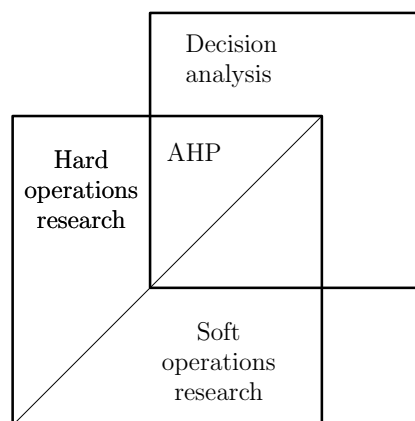 Decision
analysis
AHP
Hard
operations
research
Soft
operations
research